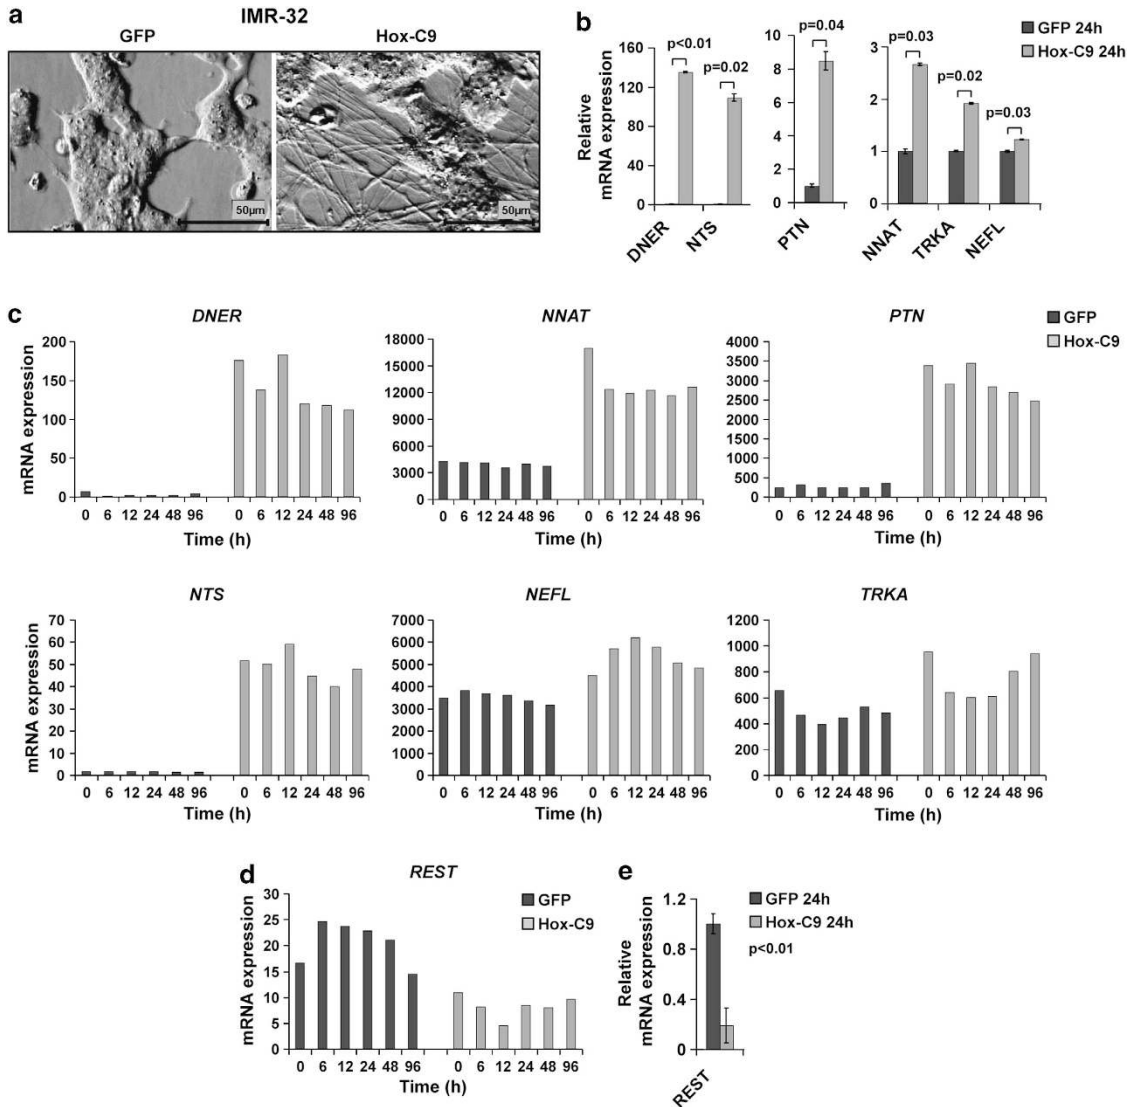 a
IMR-32
GFP
Hox-C9
50µm
50µm
b
Relative
mRNA expression
160
120
80
40
0
p<0.01
p=0.02
DNER
NTS
10
8
6
4
2
0
p=0.04
PTN
3
2
1
0
p=0.03
p=0.02
p=0.03
NNAT
TRKA
NEFL
GFP 24h
Hox-C9 24h
c
DNER
mRNA expression
200
150
100
50
0
0 6 12 24 48 96 0 6 12 24 48 96
Time (h)
NNAT
18000
15000
12000
9000
6000
3000
0
0 6 12 24 48 96 0 6 12 24 48 96
Time (h)
PTN
4000
3500
3000
2500
2000
1500
1000
500
0
0 6 12 24 48 96 0 6 12 24 48 96
Time (h)
GFP
Hox-C9
NTS
mRNA expression
70
60
50
40
30
20
10
0
0 6 12 24 48 96 0 6 12 24 48 96
Time (h)
NEFL
7000
6000
5000
4000
3000
2000
1000
0
0 6 12 24 48 96 0 6 12 24 48 96
Time (h)
TRKA
1200
1000
800
600
400
200
0
0 6 12 24 48 96 0 6 12 24 48 96
Time (h)
d
REST
mRNA expression
30
25
20
15
10
5
0
0 6 12 24 48 96 0 6 12 24 48 96
Time (h)
GFP
Hox-C9
e
Relative
mRNA expression
1.2
0.8
0.4
0
REST
GFP 24h
Hox-C9 24h
p<0.01